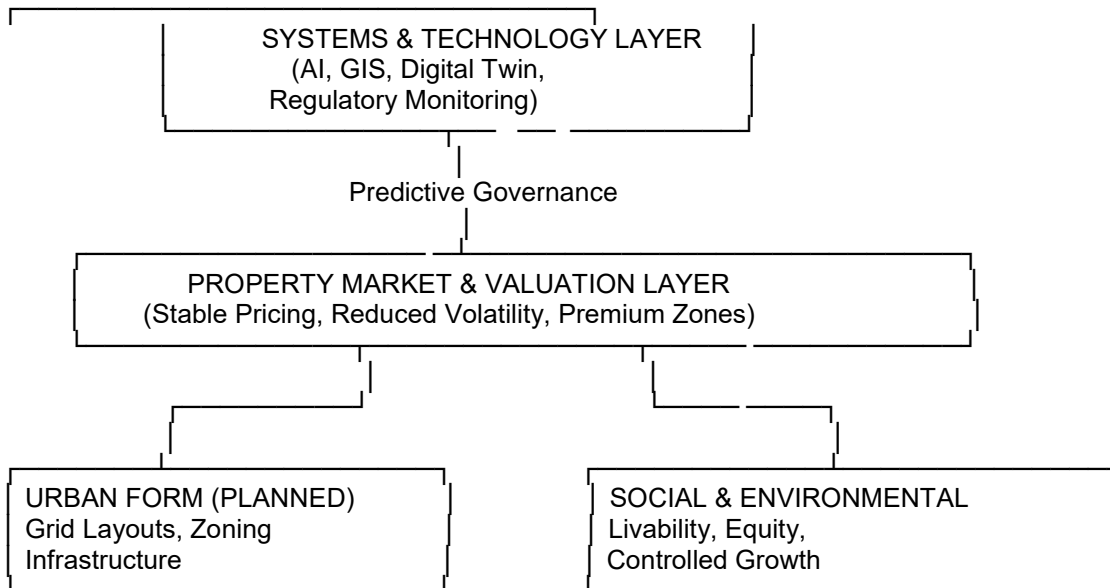 SYSTEMS & TECHNOLOGY LAYER
(AI, GIS, Digital Twin,
Regulatory Monitoring)
Predictive Governance
PROPERTY MARKET & VALUATION LAYER
(Stable Pricing, Reduced Volatility, Premium Zones)
URBAN FORM (PLANNED)
Grid Layouts, Zoning
Infrastructure
SOCIAL & ENVIRONMENTAL
Livability, Equity,
Controlled Growth